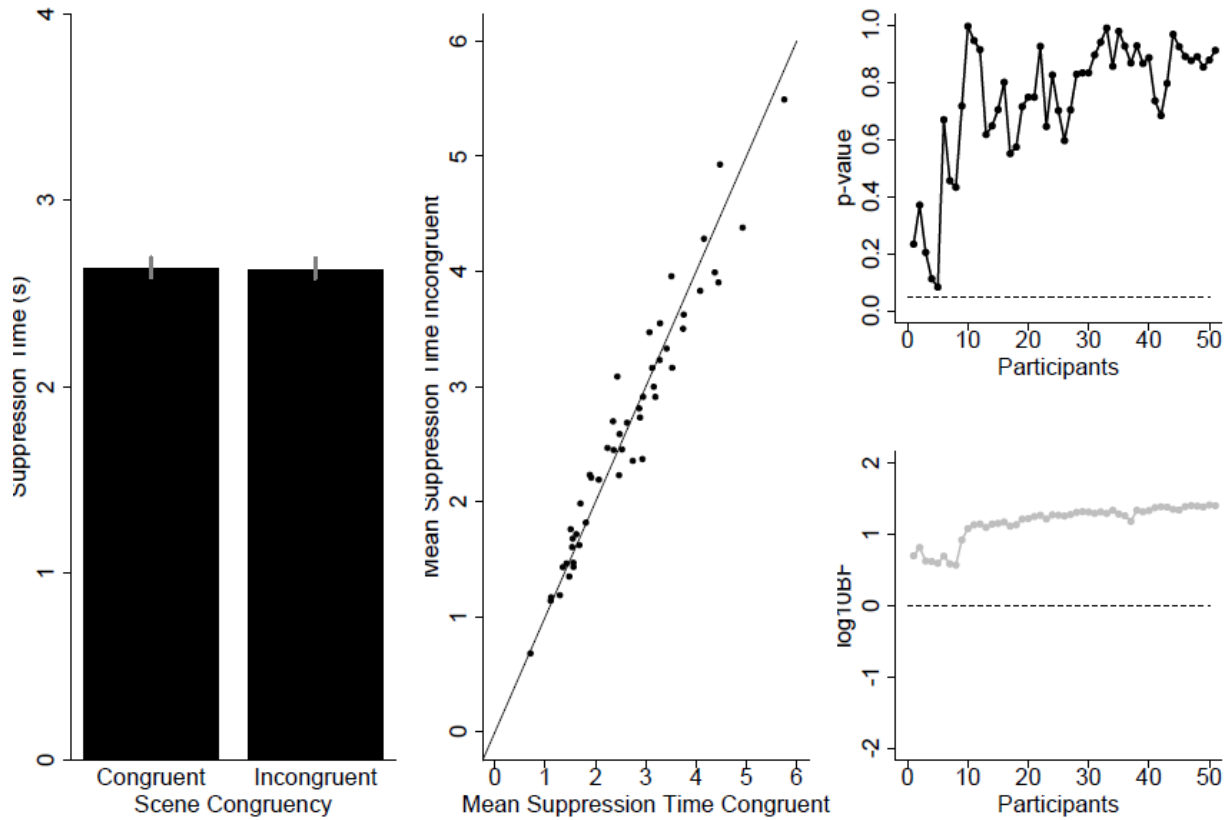 4
3
2
1
0
Suppression Time (s)
Congruent Incongruent
Scene Congruency
6
5
4
3
2
1
0
Mean Suppression Time Incongruent
0 1 2 3 4 5 6
Mean Suppression Time Congruent
1.0
0.8
0.6
0.4
0.2
0.0
p-value
0 10 20 30 40 50
Participants
2
1
0
-1
-2
log10BF
0 10 20 30 40 50
Participants